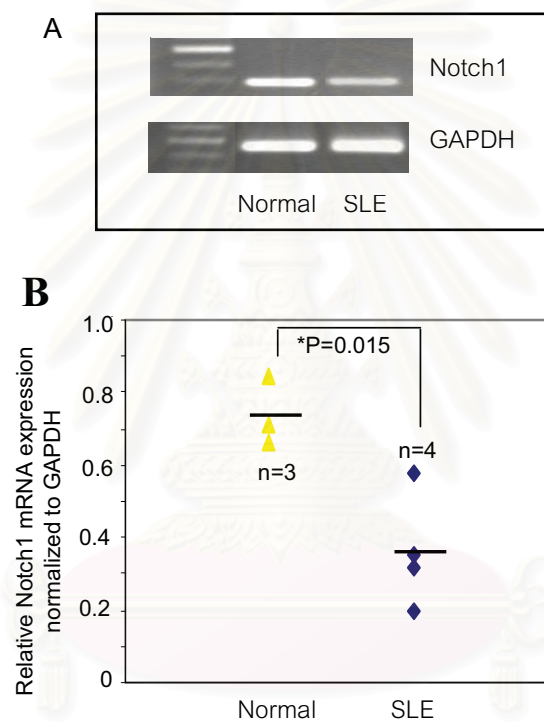 A
Notch1
GAPDH
Normal SLE
B
Relative Notch1 mRNA expression
normalized to GAPDH
1.0
*P=0.015
0.8
n=4
0.6
n=3
0.4
0.2
0
Normal SLE